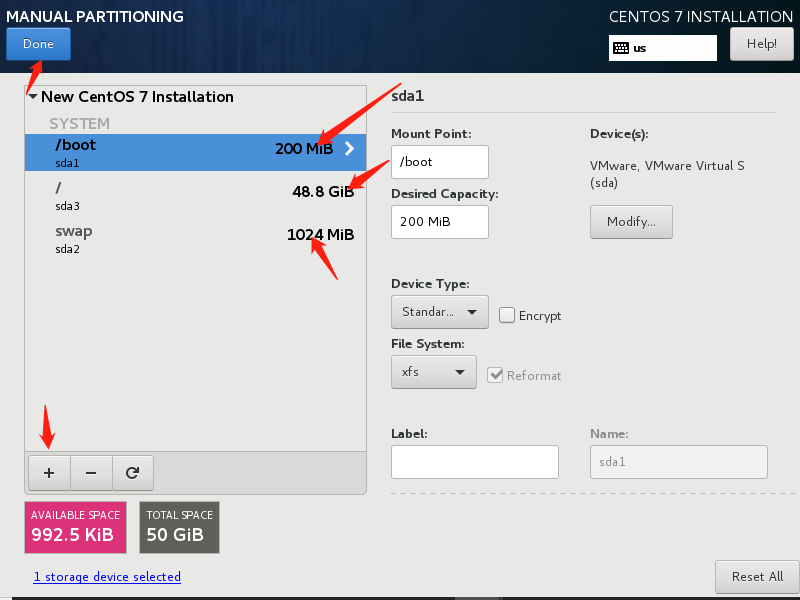 MANUAL PARTITIONING
CENTOS 7 INSTALLATION
Done
us
Help!
New CentOS 7 Installation
SYSTEM
/boot
200 MiB
sda1
/
48.8 GiB
sda3
swap
1024 MiB
sda2
+
−
AVAILABLE SPACE
992.5 KiB
TOTAL SPACE
50 GiB
1 storage device selected
sda1
Mount Point:
/boot
Desired Capacity:
200 MiB
Device(s):
VMware, VMware Virtual S
(sda)
Modify...
Device Type:
Standar...
Encrypt
File System:
xfs
Reformat
Label:
Name:
sda1
Reset All